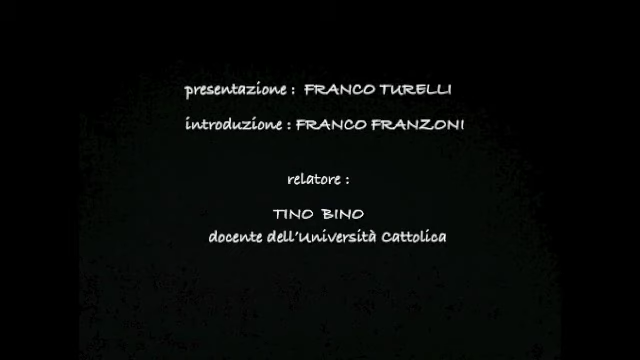 presentazione : FRANCO TURELLI
introduzione : FRANCO FRANZONI
relatore :
TINO BINO
docente dell'Università Cattolica